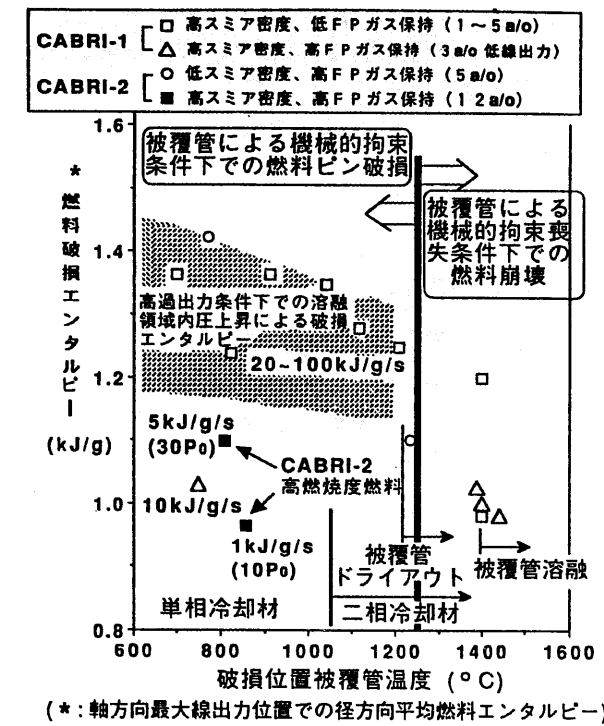 CABRI-1
□ 高スミア密度、低FPガス保持 (1~5a/o)
△ 高スミア密度、高FPガス保持 (3a/o 低線出力)
CABRI-2
○ 低スミア密度、高FPガス保持 (5a/o)
■ 高スミア密度、高FPガス保持 (12a/o)
1.6
1.4
1.2
1.0
0.8
*燃料破損エンタルピー
(kJ/g)
被覆管による機械的拘束
条件下での燃料ピン破損
被覆管による
機械的拘束喪
失条件下での
燃料崩壊
高過出力条件下での溶融
領域内圧上昇による破損
エンタルピー
20~100kJ/g/s
5kJ/g/s
(30P₀)
CABRI-2
高燃焼度燃料
10kJ/g/s
1kJ/g/s
(10P₀)
被覆管
ドライアウト
被覆管溶融
単相冷却材
二相冷却材
600
800
1000
1200
1400
1600
破損位置被覆管温度 (°C)
(*:軸方向最大線出力位置での径方向平均燃料エンタルピー)